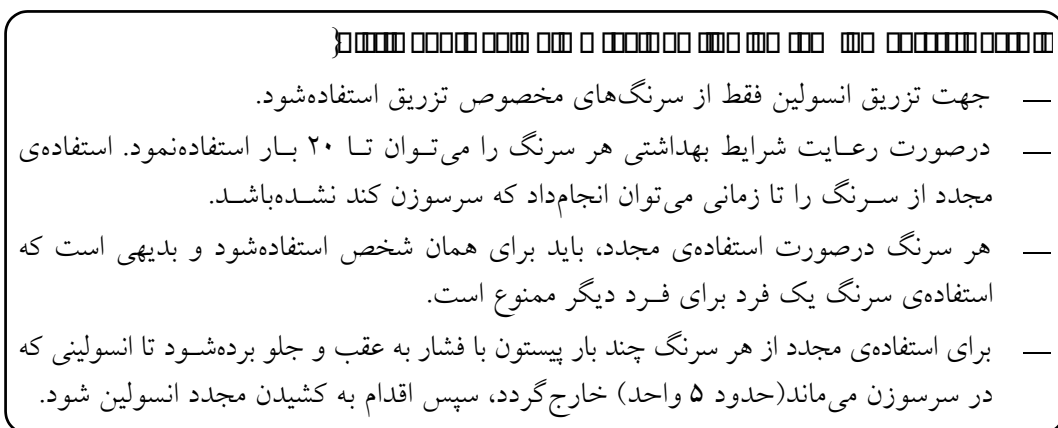 — جهت تزریق انسولین فقط از سرنگ‌های مخصوص تزریق استفاده‌شود.
— درصورت رعایت شرایط بهداشتی هر سرنگ را می‌توان تا ۲۰ بار استفاده‌نمود. استفاده‌ی
مجدد از سرنگ را تا زمانی می‌توان انجام‌داد که سرسوزن کند نشده‌باشد.
— هر سرنگ درصورت استفاده‌ی مجدد، باید برای همان شخص استفاده‌شود و بدیهی است که
استفاده‌ی سرنگ یک فرد برای فرد دیگر ممنوع است.
— برای استفاده‌ی مجدد از هر سرنگ چند بار پیستون با فشار به عقب و جلو برده‌شود تا انسولینی که
در سرسوزن می‌ماند(حدود ۵ واحد) خارج‌گردد، سپس اقدام به کشیدن مجدد انسولین شود.